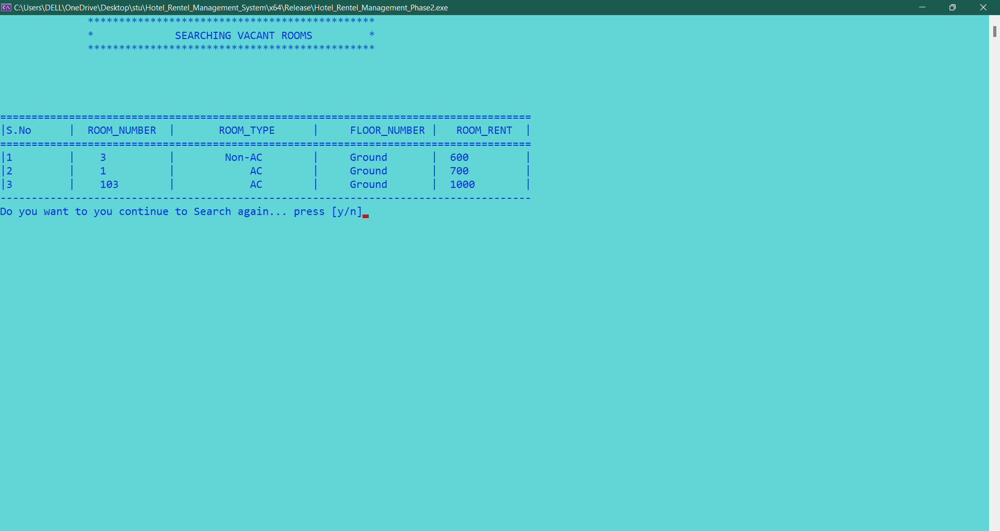 C:\Users\DELL\OneDrive\Desktop\stu\Hotel_Rentel_Management_System\x64\Release\Hotel_Rentel_Management_Phase2.exe
**********************************************
* SEARCHING VACANT ROOMS *
**********************************************
=====================================================================================
|S.No | ROOM_NUMBER | ROOM_TYPE | FLOOR_NUMBER | ROOM_RENT |
=====================================================================================
|1 | 3 | Non-AC | Ground | 600 |
|2 | 1 | AC | Ground | 700 |
|3 | 103 | AC | Ground | 1000 |
-------------------------------------------------------------------------------------
Do you want to you continue to Search again... press [y/n]